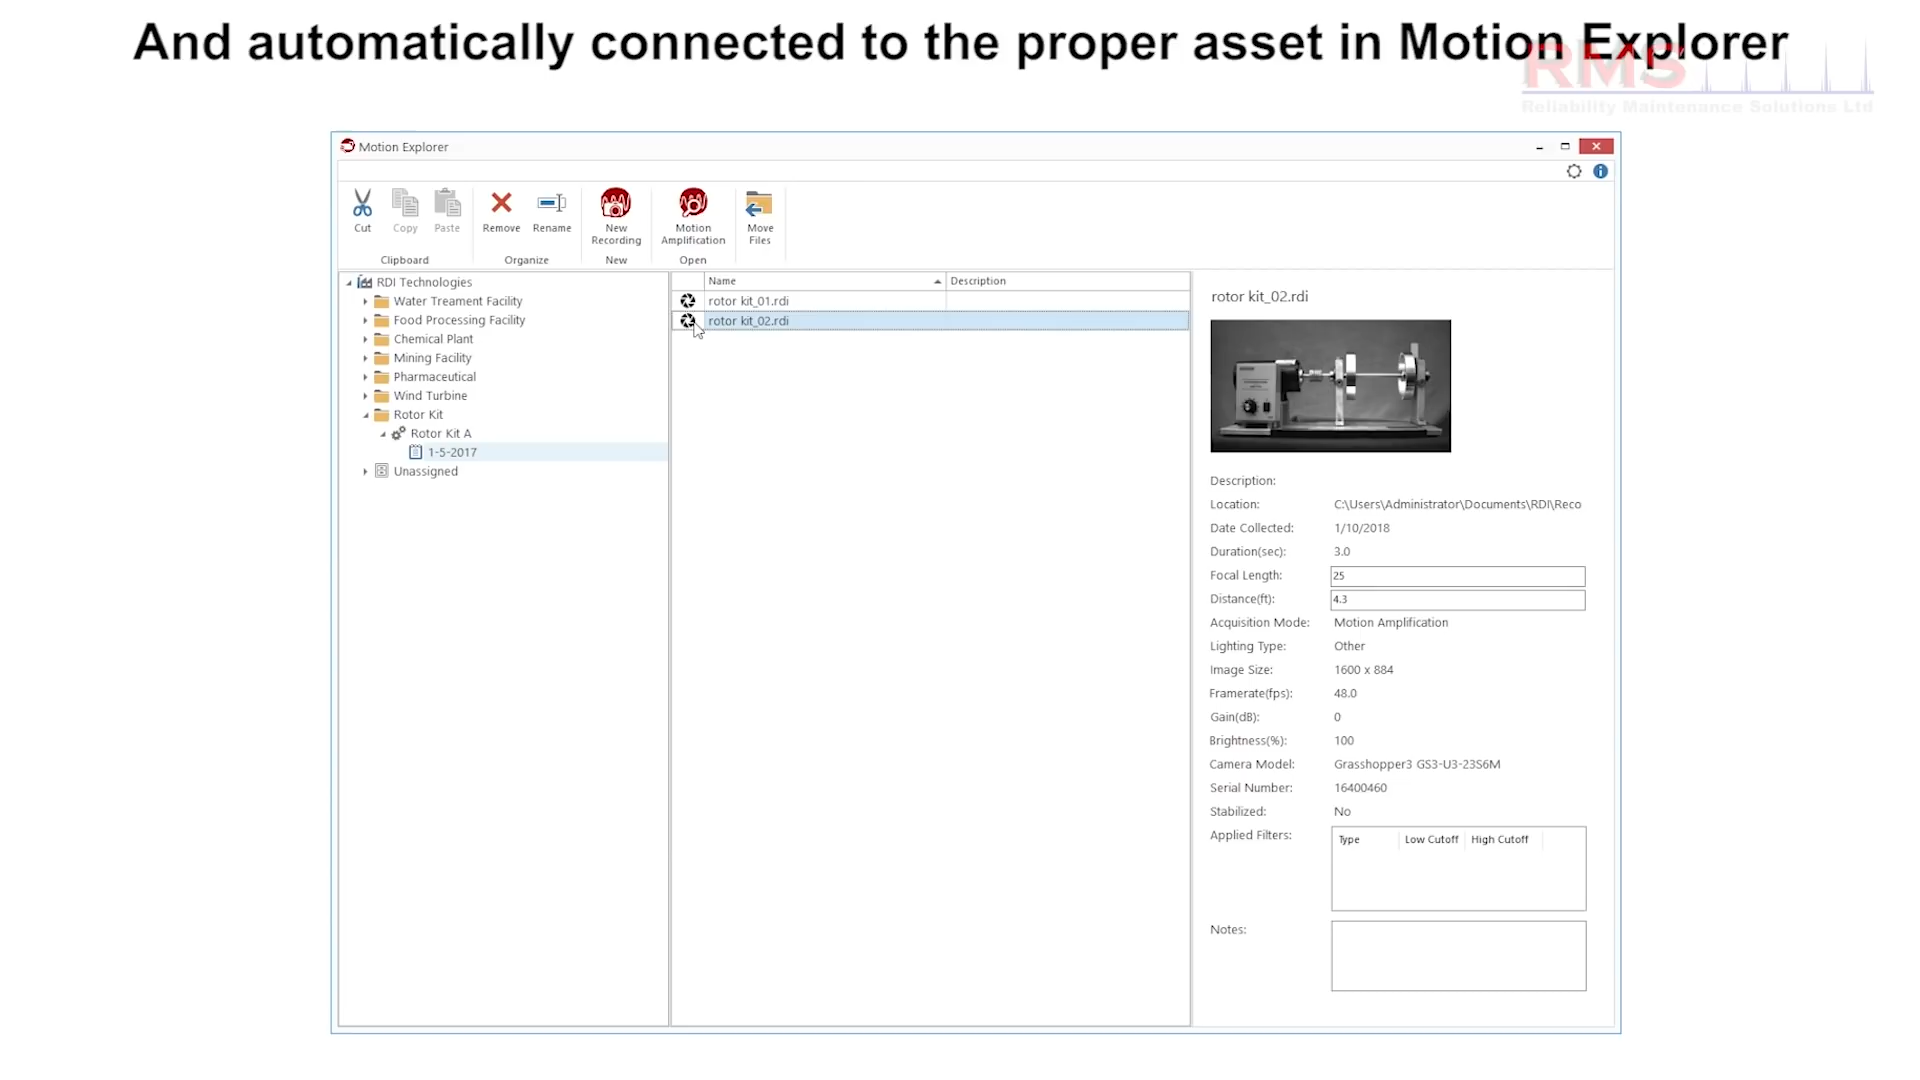 And automatically connected to the proper asset in Motion Explorer
RMS
Reliability Maintenance Solutions Ltd
Motion Explorer
Cut
Copy
Paste
Remove
Rename
New Recording
Motion Amplification
Move Files
Clipboard
Organize
New
Open
RDI Technologies
Water Treament Facility
Food Processing Facility
Chemical Plant
Mining Facility
Pharmaceutical
Wind Turbine
Rotor Kit
Rotor Kit A
1-5-2017
Unassigned
Name Description
rotor kit_01.rdi
rotor kit_02.rdi
rotor kit_02.rdi
Description:
Location: C:\Users\Administrator\Documents\RDI\Reco
Date Collected: 1/10/2018
Duration(sec): 3.0
Focal Length: 25
Distance(ft): 4.3
Acquisition Mode: Motion Amplification
Lighting Type: Other
Image Size: 1600 x 884
Framerate(fps): 48.0
Gain(dB): 0
Brightness(%): 100
Camera Model: Grasshopper3 GS3-U3-23S6M
Serial Number: 16400460
Stabilized: No
Applied Filters: Type Low Cutoff High Cutoff
Notes: